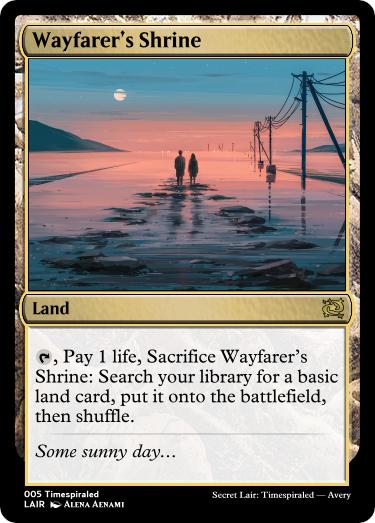 Wayfarer's Shrine
Land
, Pay 1 life, Sacrifice Wayfarer's
Shrine: Search your library for a basic
land card, put it onto the battlefield,
then shuffle.
Some sunny day…
005 Timespiraled
LAIR Alena Aenami
Secret Lair: Timespiraled — Avery